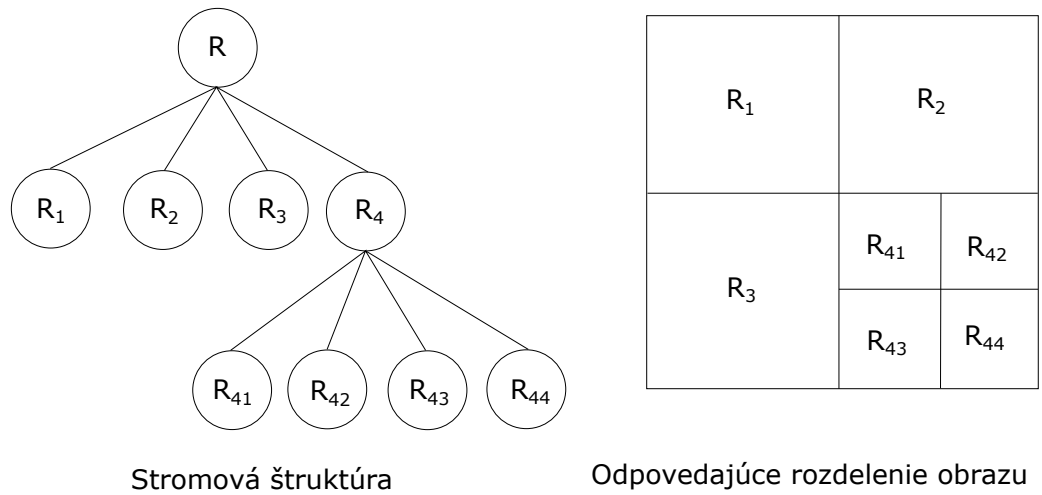 R
R₁ R₂ R₃ R₄
R₄₁ R₄₂ R₄₃ R₄₄
Stromová štruktúra
R₁ R₂
R₃
R₄₁ R₄₂
R₄₃ R₄₄
Odpovedajúce rozdelenie obrazu